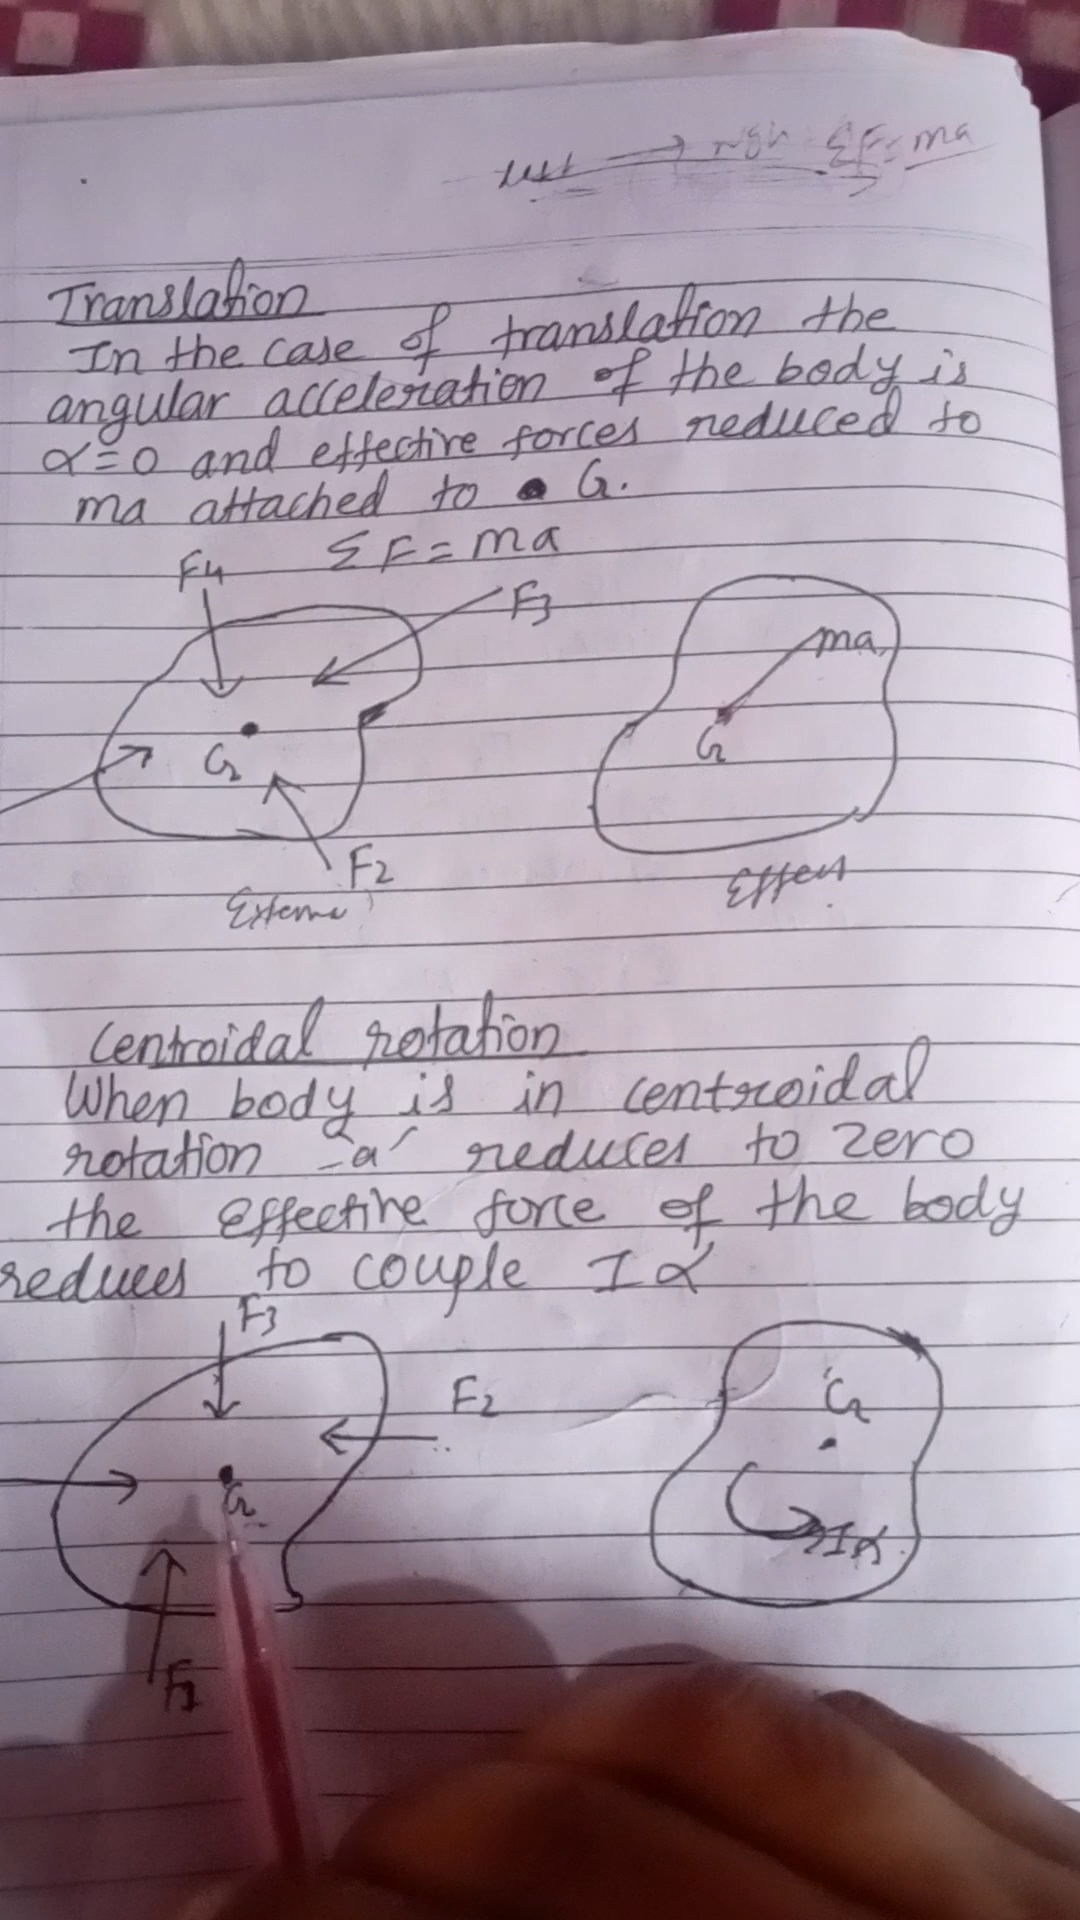 ΣF=ma
Translation
In the case of translation the
angular acceleration of the body is
α=0 and effective forces reduced to
ma attached to G.
ΣF=ma
F4
F3
ma
G
G
F2
Centroidal rotation
When body is in centroidal
rotation 'a' reduces to zero
the effective force of the body
reduces to couple Iα
F3
F2
G
G
Iα
F1